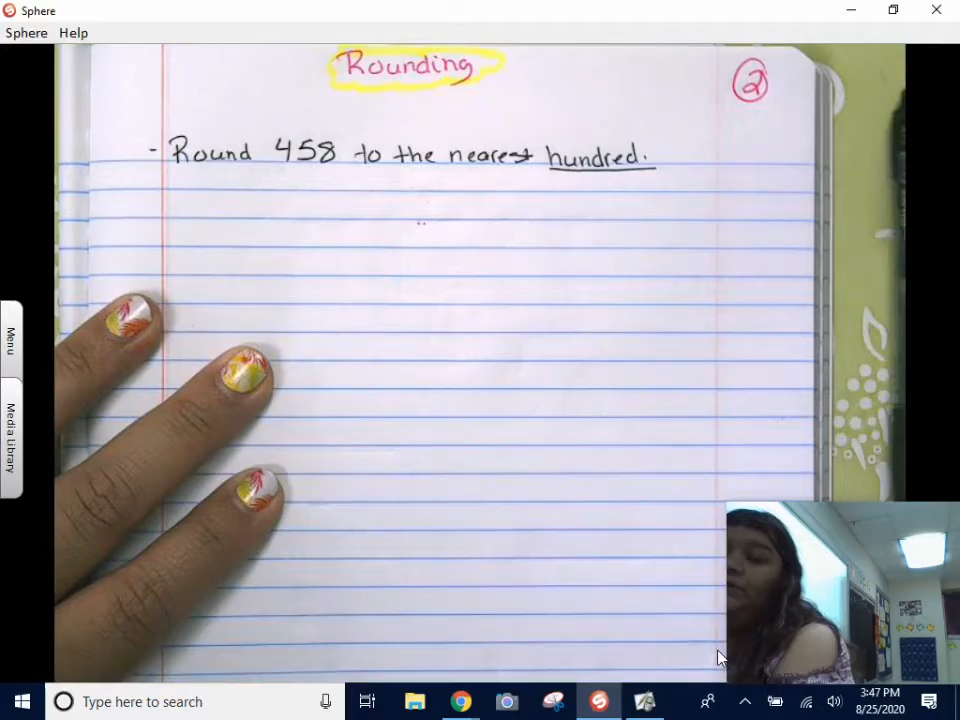 Sphere
Sphere Help
Rounding
2
- Round 458 to the nearest hundred.
Menu
Media Library
Type here to search
3:47 PM
8/25/2020